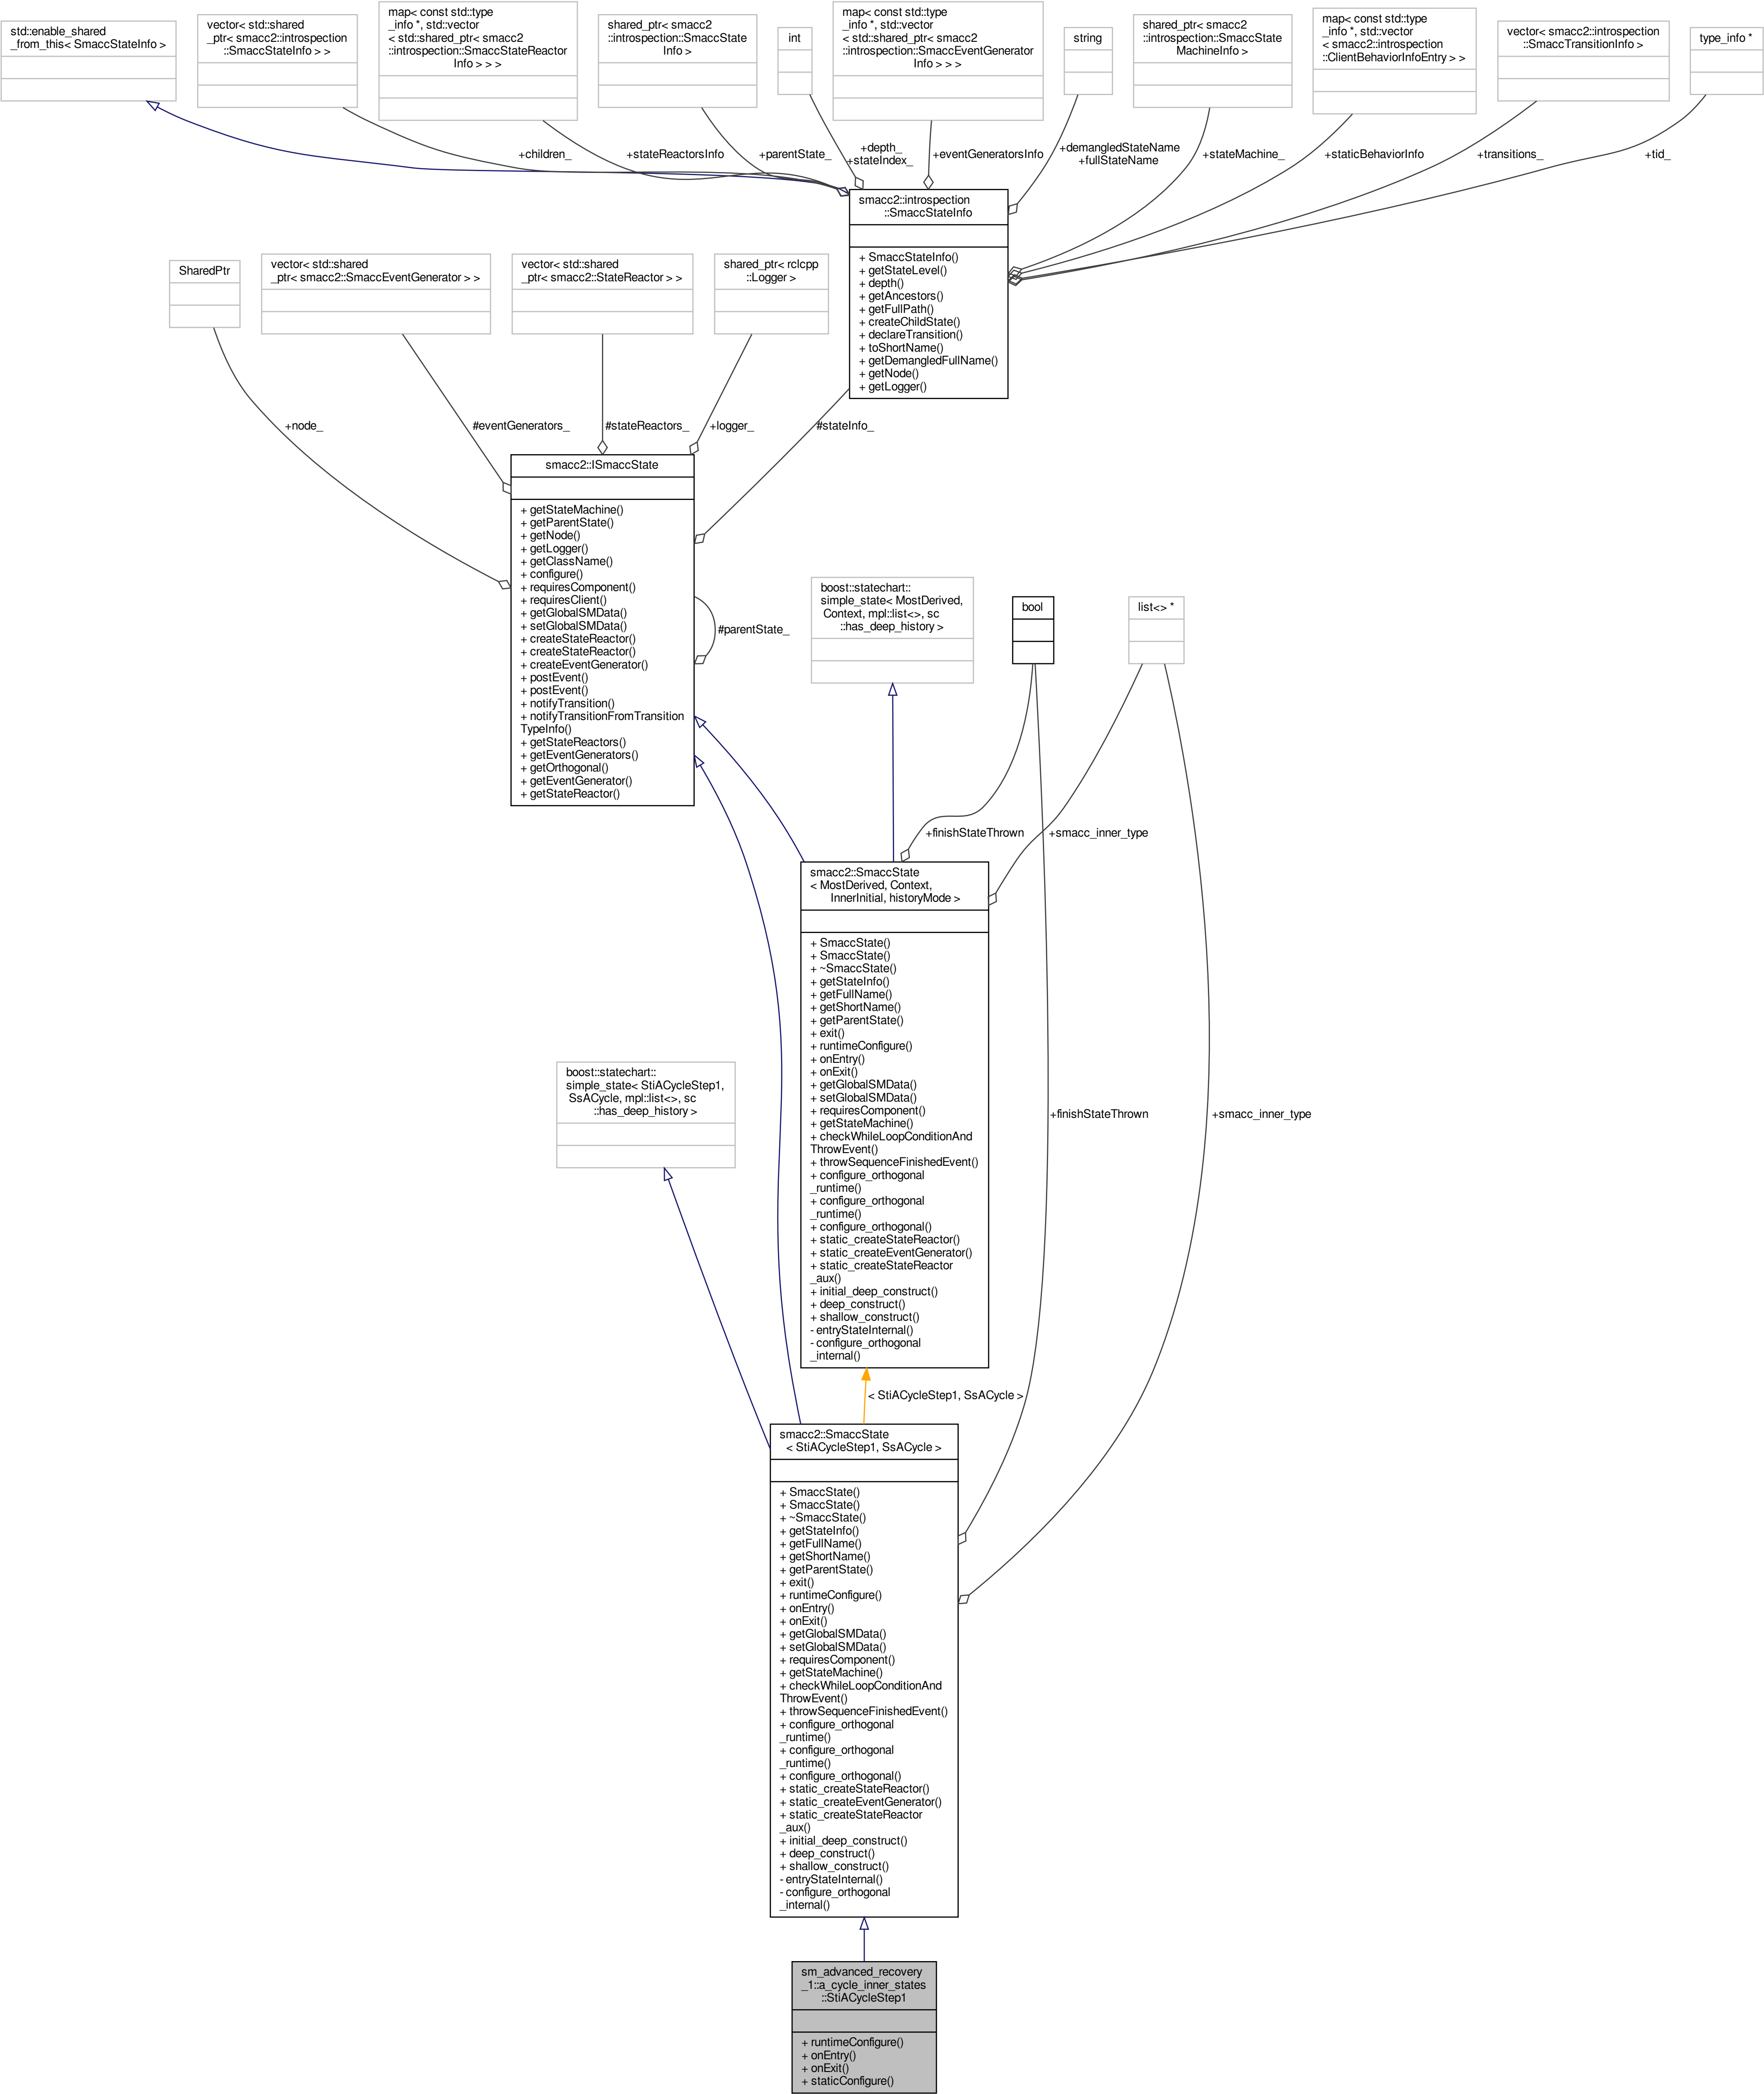 std::enable_shared
_from_this< SmaccStateInfo >
vector< std::shared
_ptr< smacc2::introspection
::SmaccStateInfo > >
map< const std::type
_info *, std::vector
< std::shared_ptr< smacc2
::introspection::SmaccStateReactor
Info > > >
shared_ptr< smacc2
::introspection::SmaccState
Info >
int
map< const std::type
_info *, std::vector
< std::shared_ptr< smacc2
::introspection::SmaccEventGenerator
Info > > >
string
shared_ptr< smacc2
::introspection::SmaccState
MachineInfo >
map< const std::type
_info *, std::vector
< smacc2::introspection
::ClientBehaviorInfoEntry > >
vector< smacc2::introspection
::SmaccTransitionInfo >
type_info *
+children_
+stateReactorsInfo
+parentState_
+depth_
+stateIndex_
+eventGeneratorsInfo
+demangledStateName
+fullStateName
+stateMachine_
+staticBehaviorInfo
+transitions_
+tid_
smacc2::introspection
::SmaccStateInfo
+ SmaccStateInfo()
+ getStateLevel()
+ depth()
+ getAncestors()
+ getFullPath()
+ createChildState()
+ declareTransition()
+ toShortName()
+ getDemangledFullName()
+ getNode()
+ getLogger()
SharedPtr
vector< std::shared
_ptr< smacc2::SmaccEventGenerator > >
vector< std::shared
_ptr< smacc2::StateReactor > >
shared_ptr< rclcpp
::Logger >
+node_
#eventGenerators_
#stateReactors_
+logger_
#stateInfo_
smacc2::ISmaccState
+ getStateMachine()
+ getParentState()
+ getNode()
+ getLogger()
+ getClassName()
+ configure()
+ requiresComponent()
+ requiresClient()
+ getGlobalSMData()
+ setGlobalSMData()
+ createStateReactor()
+ createStateReactor()
+ createEventGenerator()
+ postEvent()
+ postEvent()
+ notifyTransition()
+ notifyTransitionFromTransition
TypeInfo()
+ getStateReactors()
+ getEventGenerators()
+ getOrthogonal()
+ getEventGenerator()
+ getStateReactor()
#parentState_
boost::statechart::
simple_state< MostDerived,
Context, mpl::list<>, sc
::has_deep_history >
bool
list<> *
+finishStateThrown
+smacc_inner_type
smacc2::SmaccState
< MostDerived, Context,
InnerInitial, historyMode >
+ SmaccState()
+ SmaccState()
+ ~SmaccState()
+ getStateInfo()
+ getFullName()
+ getShortName()
+ getParentState()
+ exit()
+ runtimeConfigure()
+ onEntry()
+ onExit()
+ getGlobalSMData()
+ setGlobalSMData()
+ requiresComponent()
+ getStateMachine()
+ checkWhileLoopConditionAnd
ThrowEvent()
+ throwSequenceFinishedEvent()
+ configure_orthogonal
_runtime()
+ configure_orthogonal
_runtime()
+ configure_orthogonal()
+ static_createStateReactor()
+ static_createEventGenerator()
+ static_createStateReactor
_aux()
+ initial_deep_construct()
+ deep_construct()
+ shallow_construct()
- entryStateInternal()
- configure_orthogonal
_internal()
boost::statechart::
simple_state< StiACycleStep1,
SsACycle, mpl::list<>, sc
::has_deep_history >
+finishStateThrown
+smacc_inner_type
< StiACycleStep1, SsACycle >
smacc2::SmaccState
< StiACycleStep1, SsACycle >
+ SmaccState()
+ SmaccState()
+ ~SmaccState()
+ getStateInfo()
+ getFullName()
+ getShortName()
+ getParentState()
+ exit()
+ runtimeConfigure()
+ onEntry()
+ onExit()
+ getGlobalSMData()
+ setGlobalSMData()
+ requiresComponent()
+ getStateMachine()
+ checkWhileLoopConditionAnd
ThrowEvent()
+ throwSequenceFinishedEvent()
+ configure_orthogonal
_runtime()
+ configure_orthogonal
_runtime()
+ configure_orthogonal()
+ static_createStateReactor()
+ static_createEventGenerator()
+ static_createStateReactor
_aux()
+ initial_deep_construct()
+ deep_construct()
+ shallow_construct()
- entryStateInternal()
- configure_orthogonal
_internal()
sm_advanced_recovery
_1::a_cycle_inner_states
::StiACycleStep1
+ runtimeConfigure()
+ onEntry()
+ onExit()
+ staticConfigure()